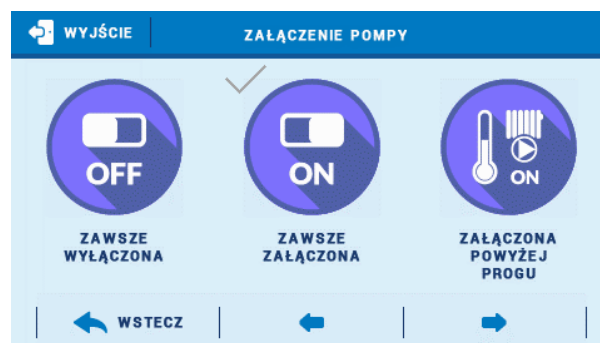 WYJŚCIE
ZAŁĄCZENIE POMPY
OFF
ON
ON
ZAWSZE
WYŁĄCZONA
ZAWSZE
ZAŁĄCZONA
ZAŁĄCZONA
POWYŻEJ
PROGU
WSTECZ